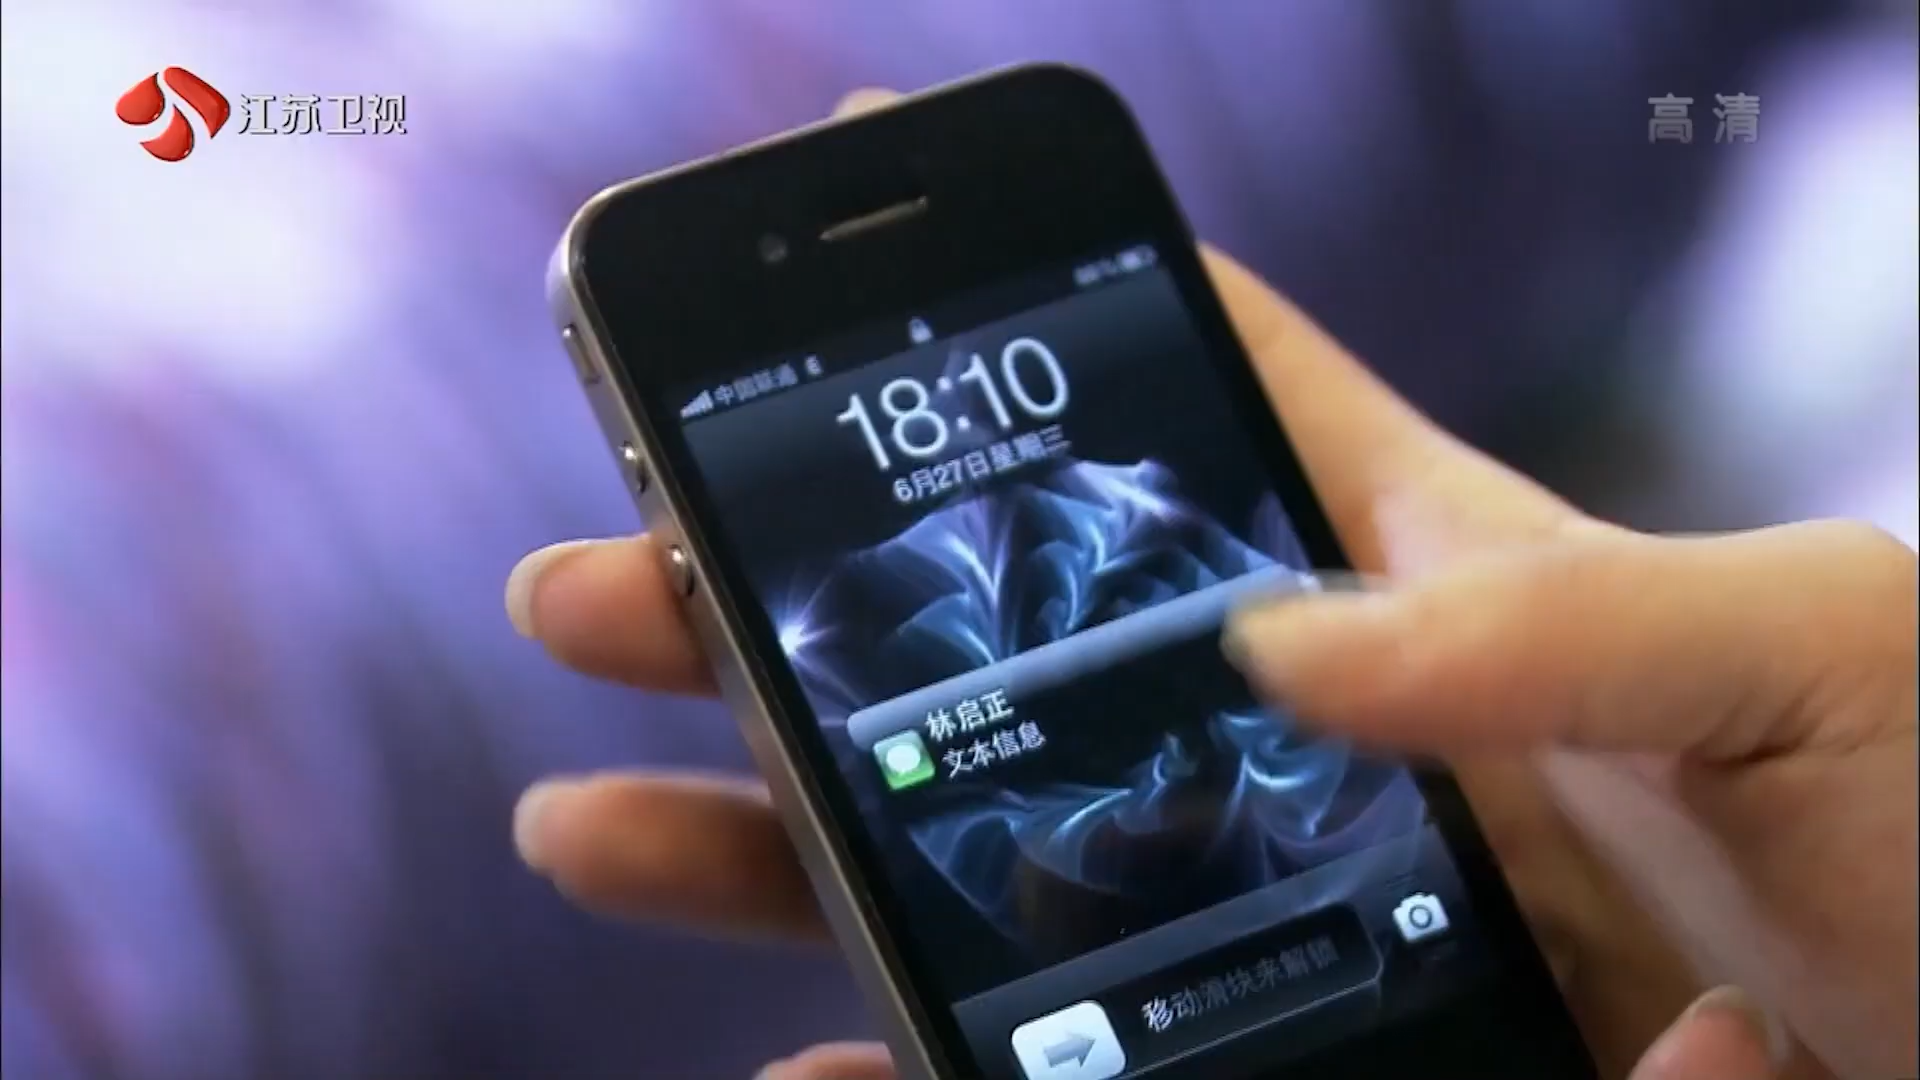 江苏卫视
高清
中国联通 E
18:10
6月27日星期三
林启正
文本信息
移动滑块来解锁